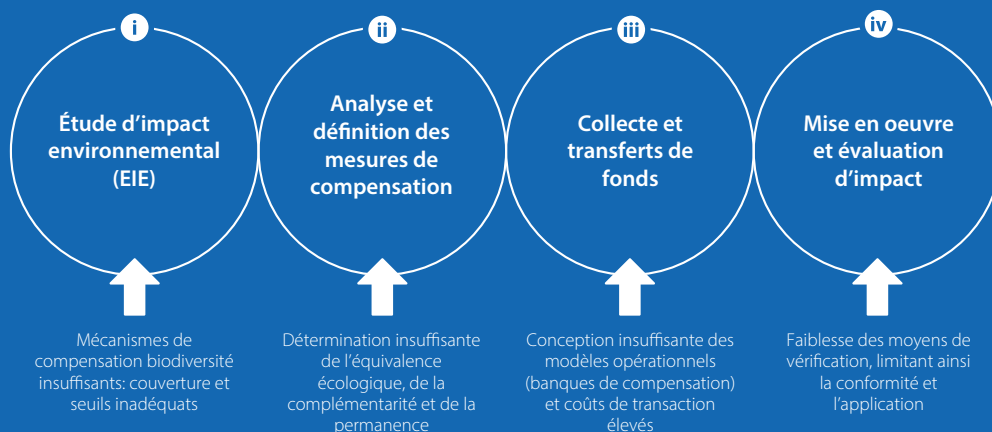 i
Étude d’impact
environnemental
(EIE)
Mécanismes de
compensation biodiversité
insuffisants: couverture et
seuils inadéquats
ii
Analyse et
définition des
mesures de
compensation
Détermination insuffisante
de l’équivalence
écologique, de la
complémentarité et de la
permanence
iii
Collecte et
transferts de
fonds
Conception insuffisante des
modèles opérationnels
(banques de compensation)
et coûts de transaction
élevés
iv
Mise en oeuvre
et évaluation
d’impact
Faiblesse des moyens de
vérification, limitant ainsi
la conformité et
l’application